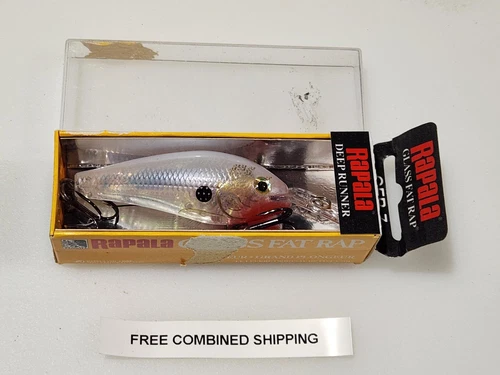 RAPALA
DEEP RUNNER
RAPALA
GLASS FAT RAP
RAPALA GLASS FAT RAP
FREE COMBINED SHIPPING